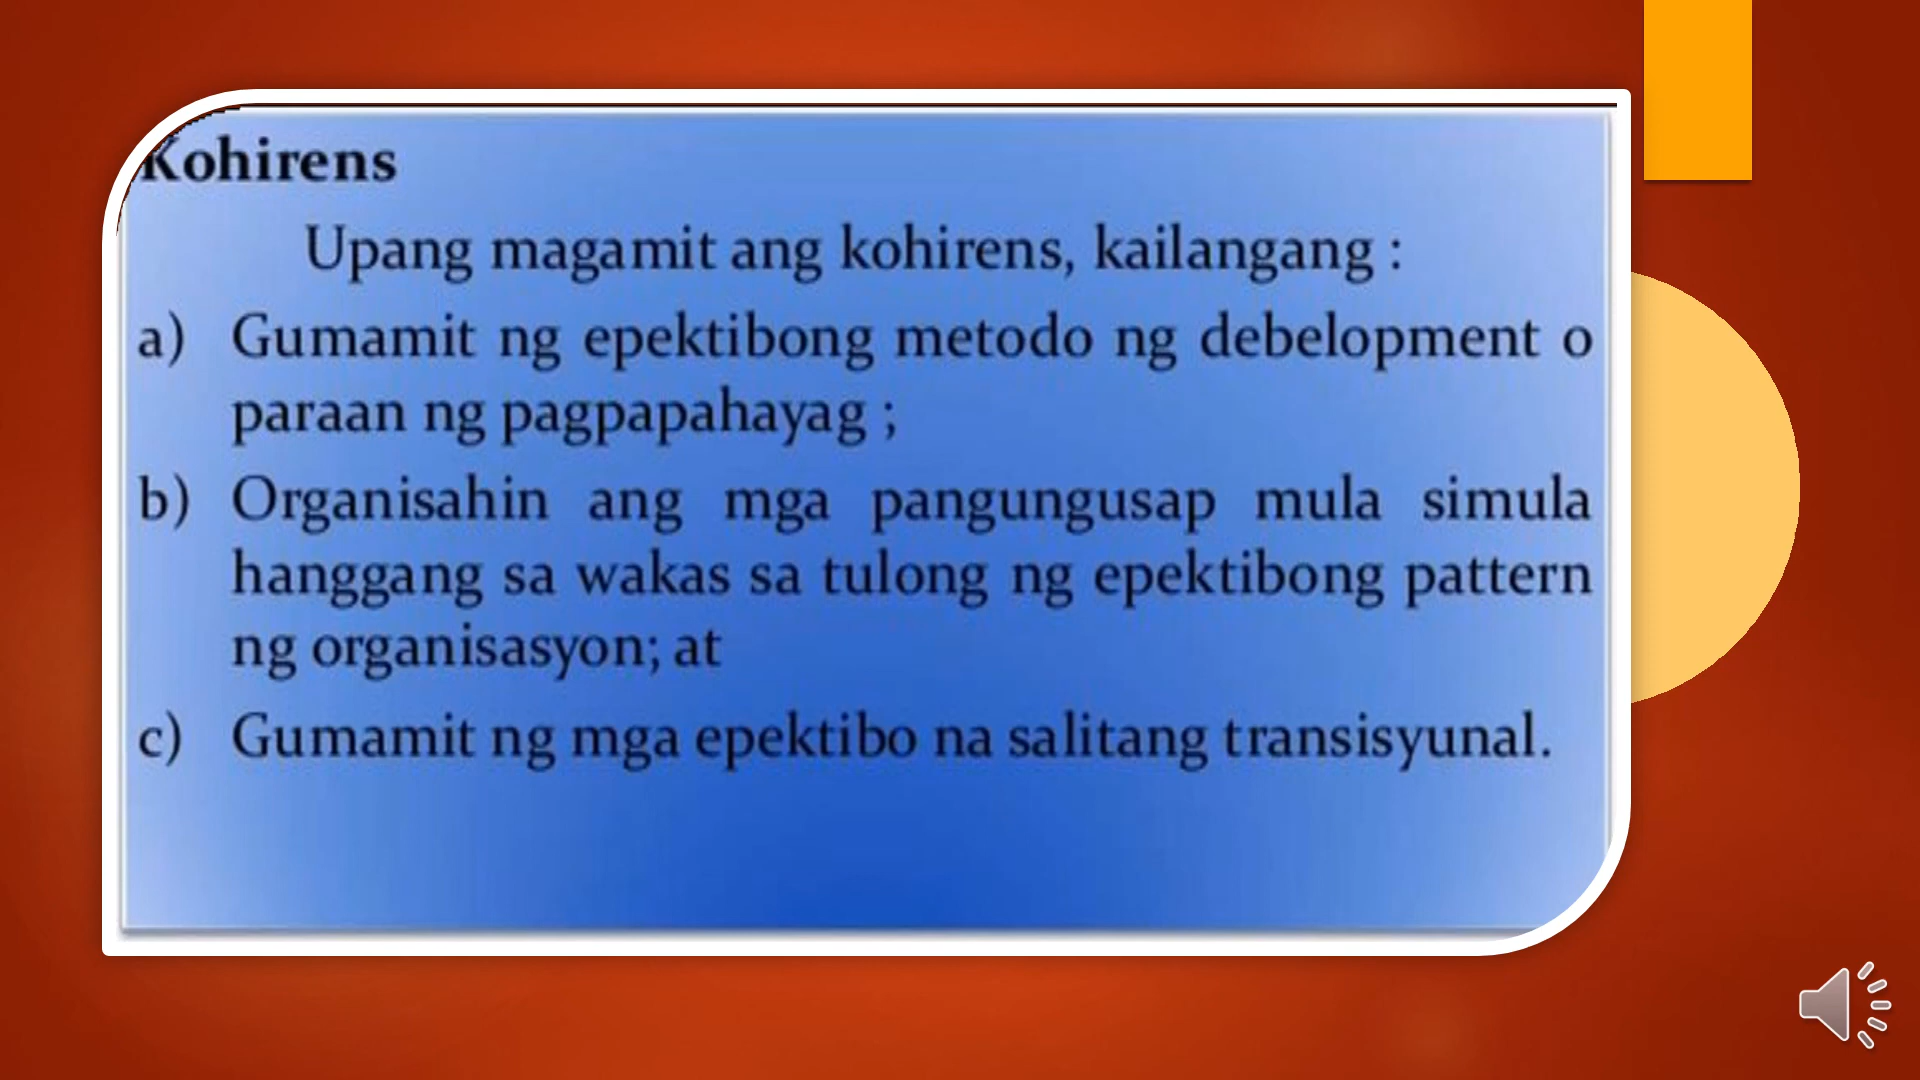 Kohirens
Upang magamit ang kohirens, kailangang :
a) Gumamit ng epektibong metodo ng debelopment o
paraan ng pagpapahayag ;
b) Organisahin ang mga pangungusap mula simula
hanggang sa wakas sa tulong ng epektibong pattern
ng organisasyon; at
c) Gumamit ng mga epektibo na salitang transisyunal.